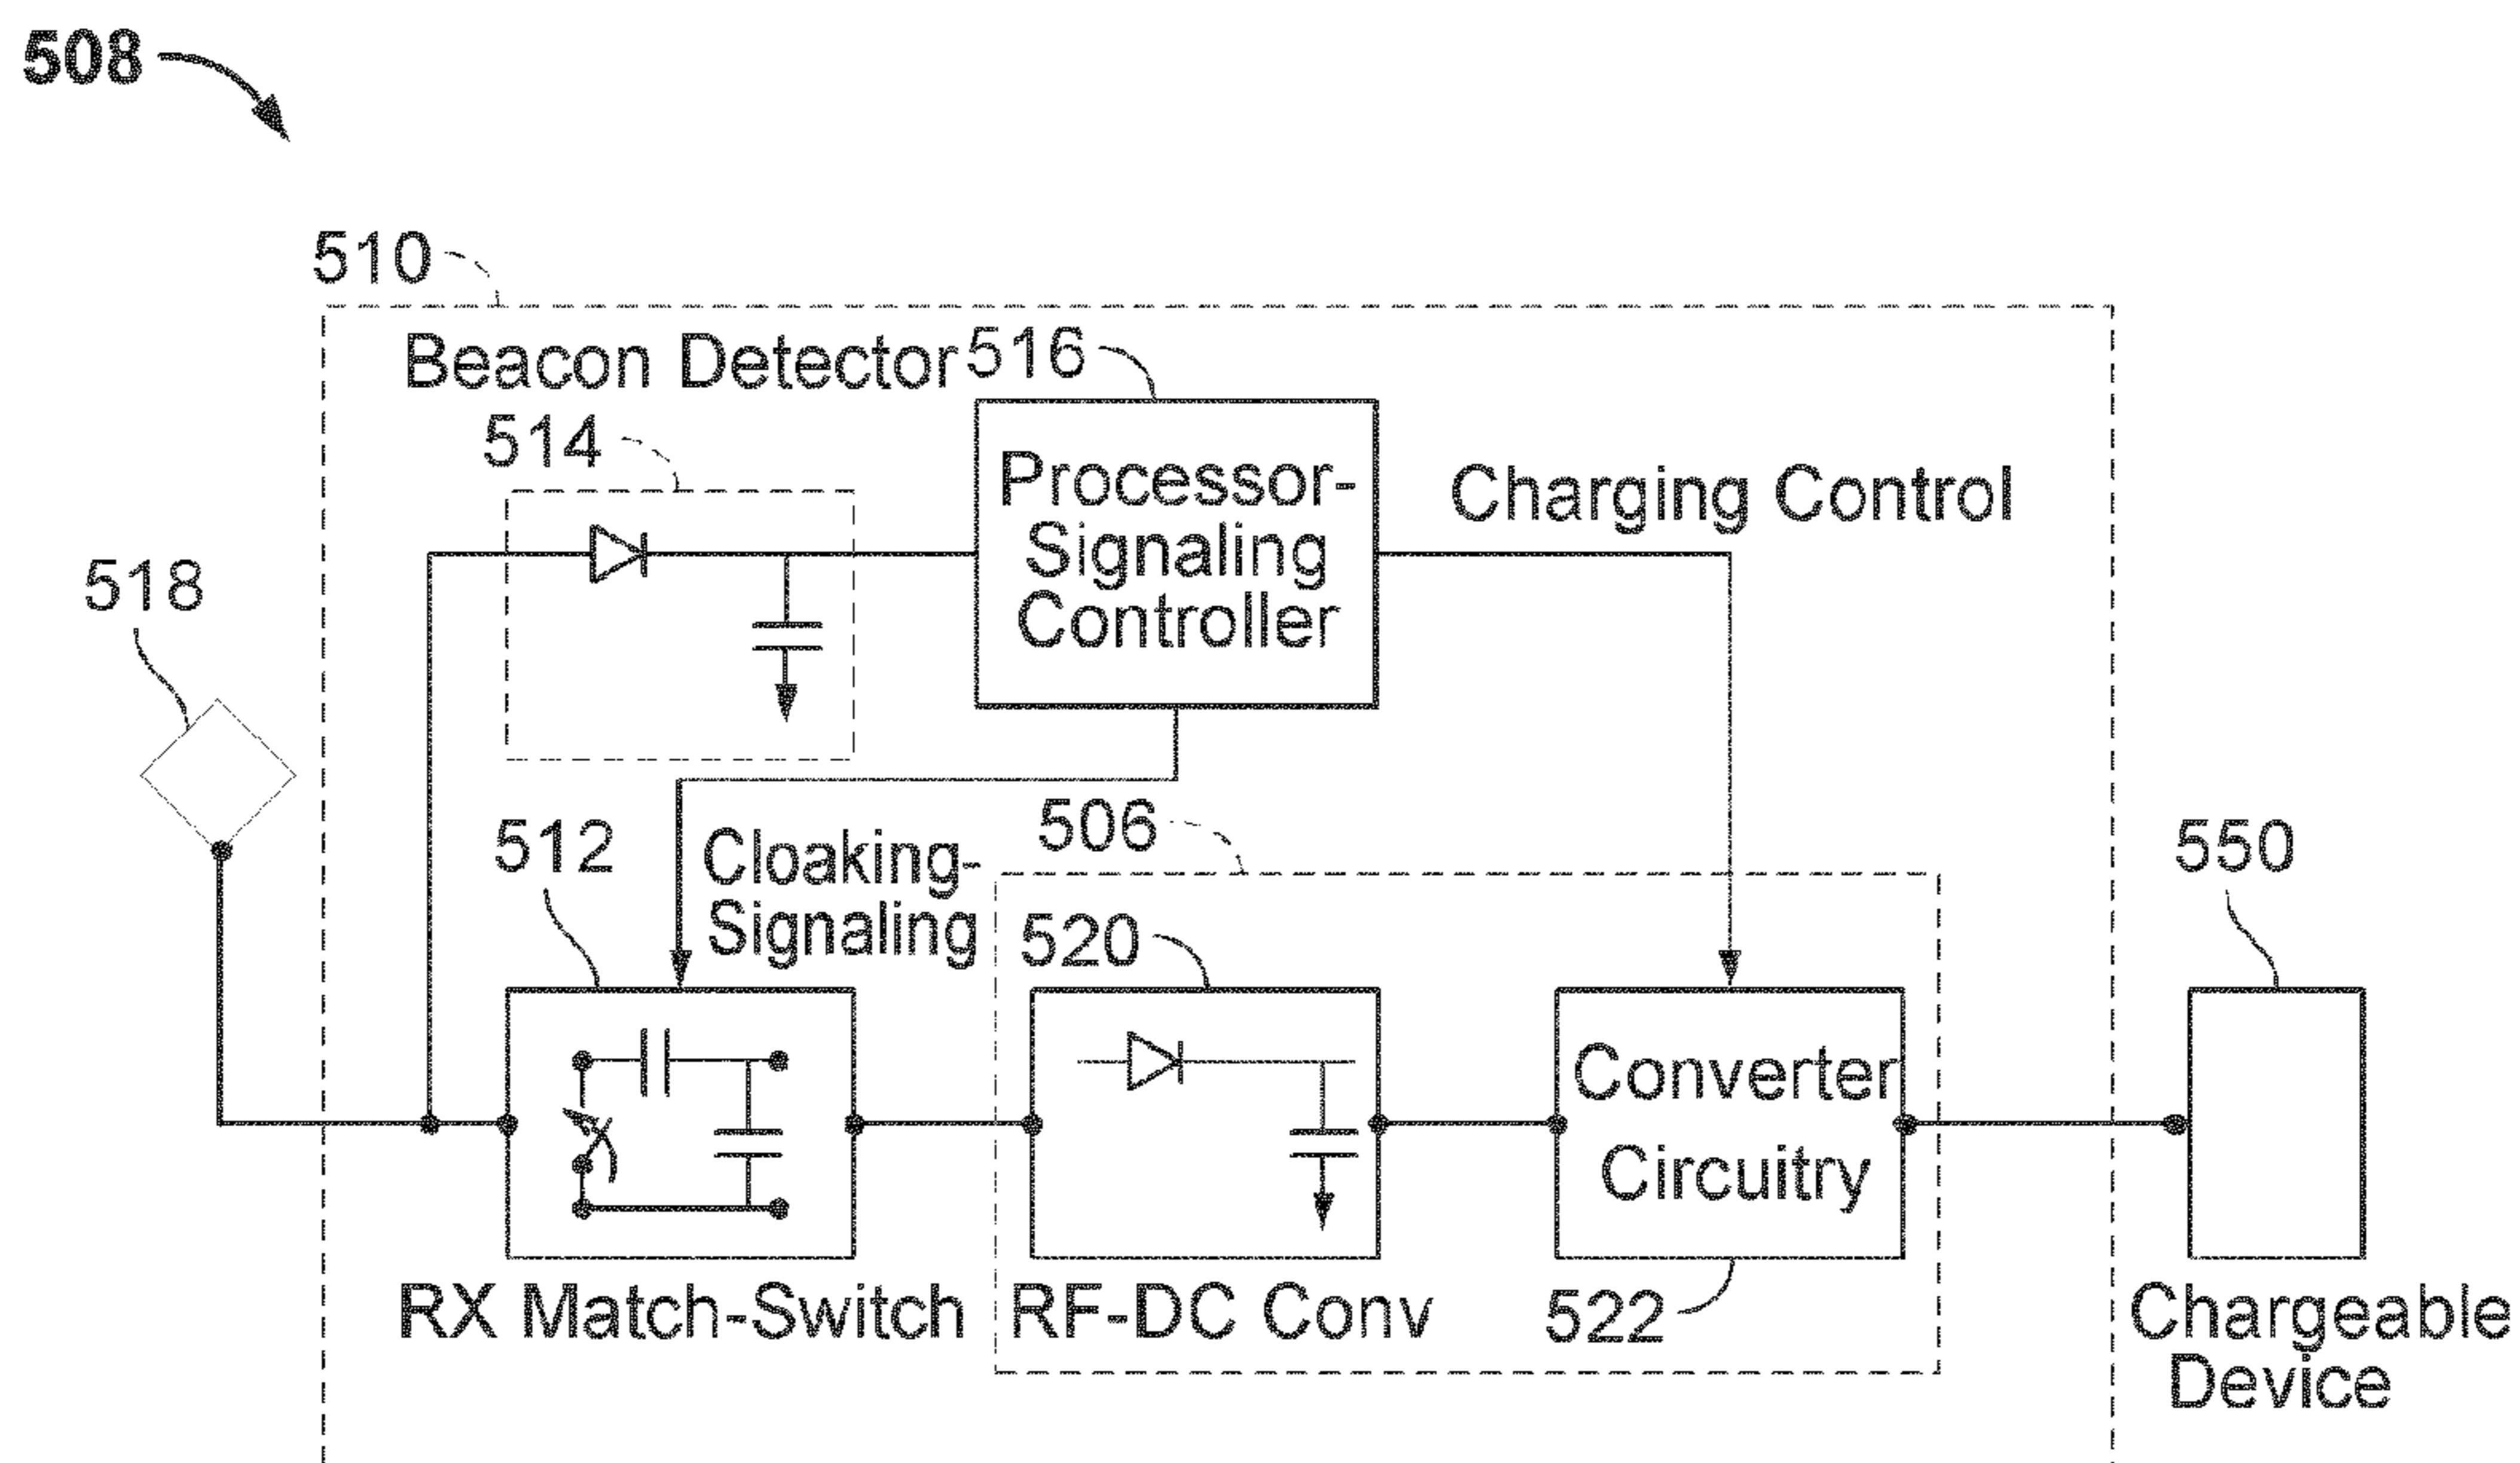 508
510
Beacon Detector
516
514
Processor-
Signaling
Controller
Charging Control
518
506
512
Cloaking-
Signaling
520
550
Converter
Circuitry
RX Match-Switch
RF-DC Conv
522
Chargeable
Device